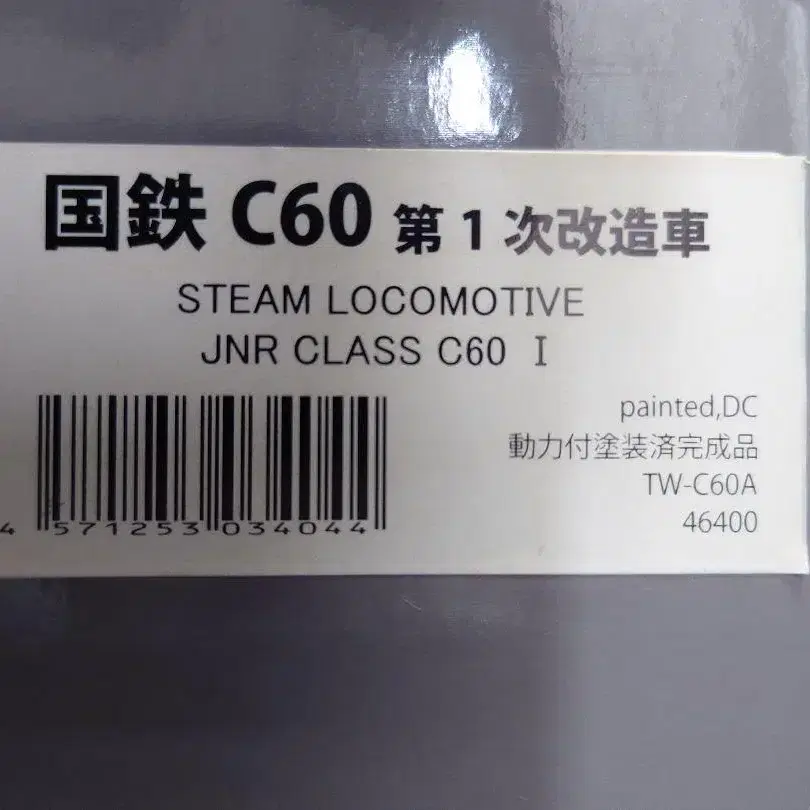 国鉄 C60 第1次改造車
STEAM LOCOMOTIVE
JNR CLASS C60 I
painted,DC
動力付塗装済完成品
TW-C60A
46400
4 571253 034044